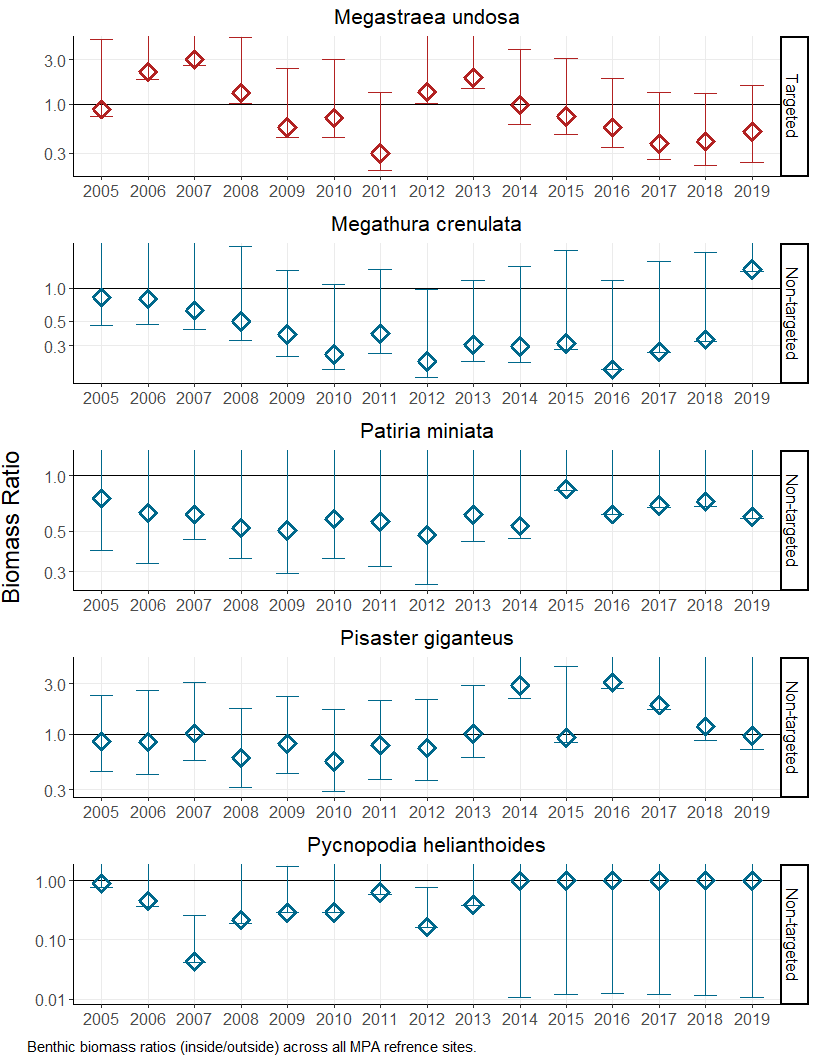 Megastraea undosa
3.0
1.0
0.3
Targeted
2005 2006 2007 2008 2009 2010 2011 2012 2013 2014 2015 2016 2017 2018 2019
Megathura crenulata
1.0
0.5
0.3
Non-targeted
2005 2006 2007 2008 2009 2010 2011 2012 2013 2014 2015 2016 2017 2018 2019
Patiria miniata
1.0
0.5
0.3
Non-targeted
2005 2006 2007 2008 2009 2010 2011 2012 2013 2014 2015 2016 2017 2018 2019
Biomass Ratio
Pisaster giganteus
3.0
1.0
0.3
Non-targeted
2005 2006 2007 2008 2009 2010 2011 2012 2013 2014 2015 2016 2017 2018 2019
Pycnopodia helianthoides
1.00
0.10
0.01
Non-targeted
2005 2006 2007 2008 2009 2010 2011 2012 2013 2014 2015 2016 2017 2018 2019
Benthic biomass ratios (inside/outside) across all MPA refrence sites.